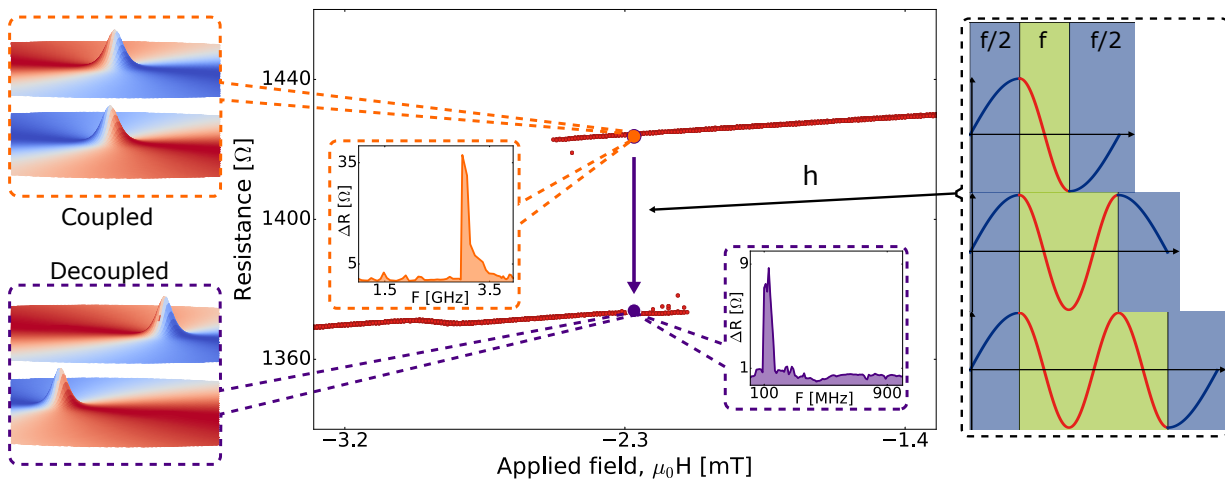 Coupled
Decoupled
Resistance [Ω]
1440
1400
1360
−3.2
−2.3
−1.4
Applied field, μ₀H [mT]
ΔR [Ω]
35
5
1.5
3.5
F [GHz]
h
ΔR [Ω]
9
1
100
900
F [MHz]
f/2 f f/2